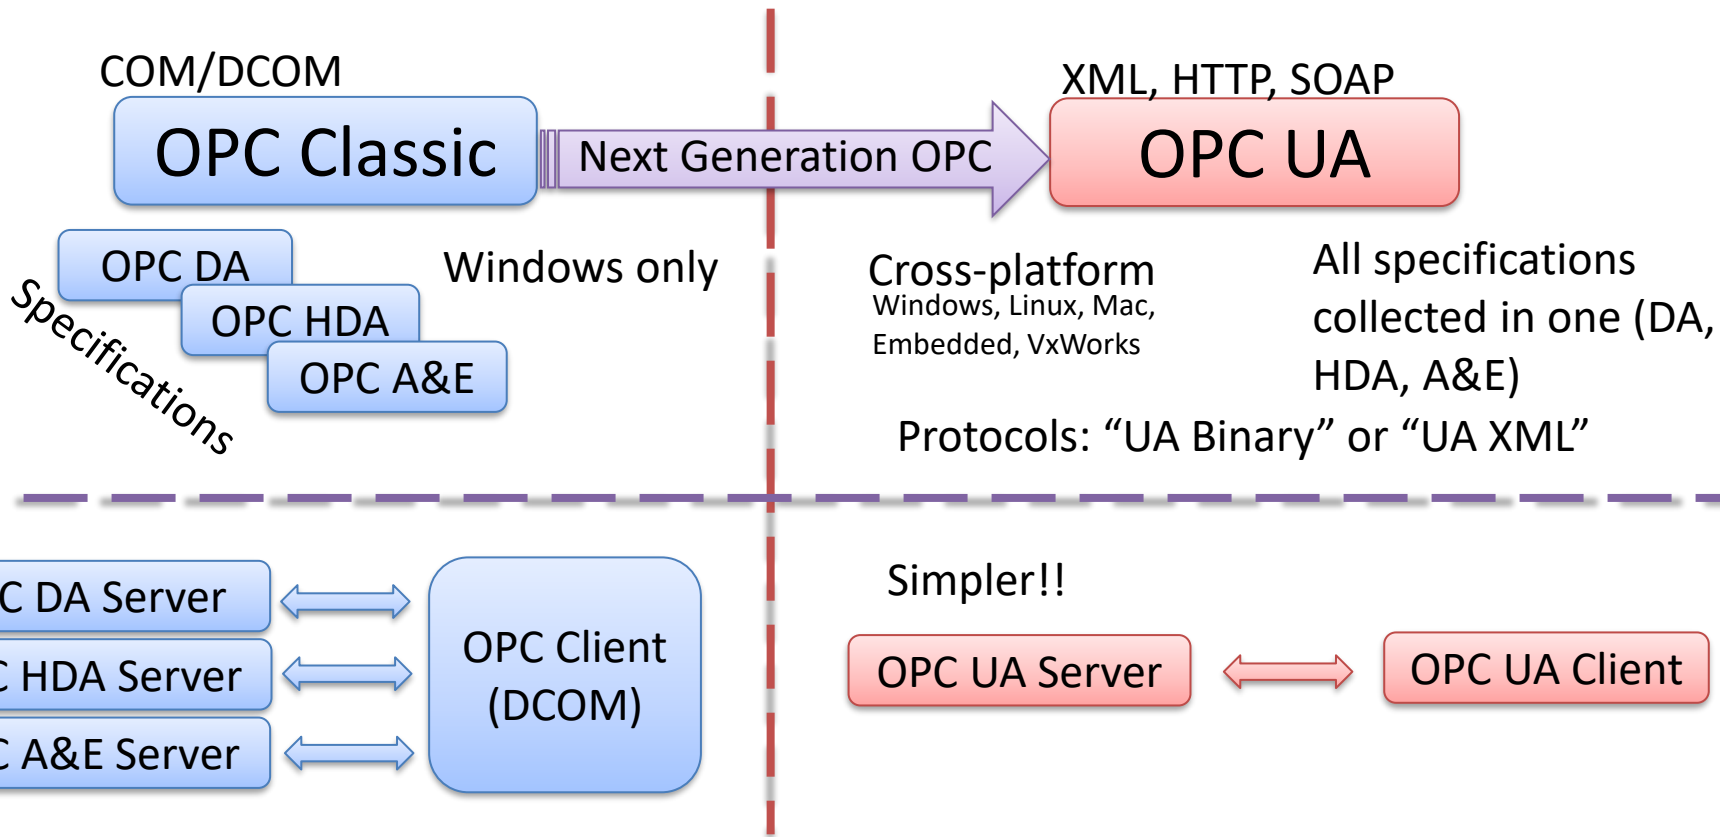 COM/DCOM
OPC Classic
Next Generation OPC
XML, HTTP, SOAP
OPC UA
OPC DA
OPC HDA
OPC A&E
Specifications
Windows only
Cross-platform
Windows, Linux, Mac,
Embedded, VxWorks
All specifications
collected in one (DA,
HDA, A&E)
Protocols: “UA Binary” or “UA XML”
C DA Server
C HDA Server
C A&E Server
OPC Client
(DCOM)
Simpler!!
OPC UA Server
OPC UA Client